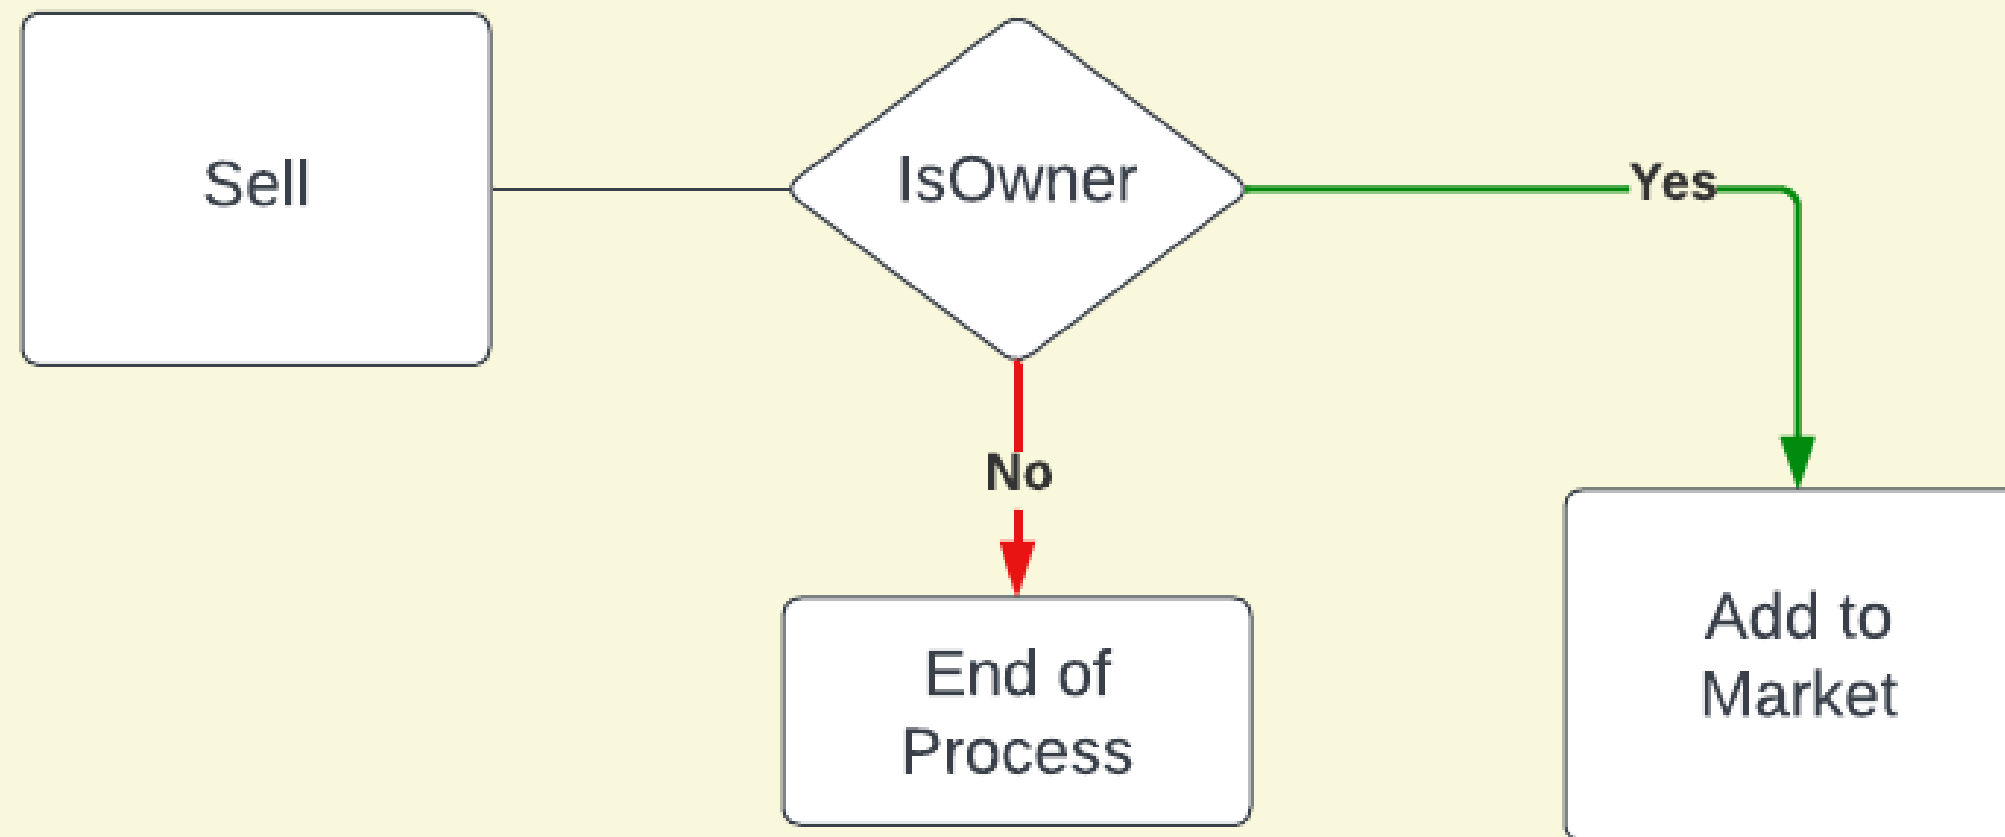 Sell
IsOwner
Yes
No
End of
Process
Add to
Market